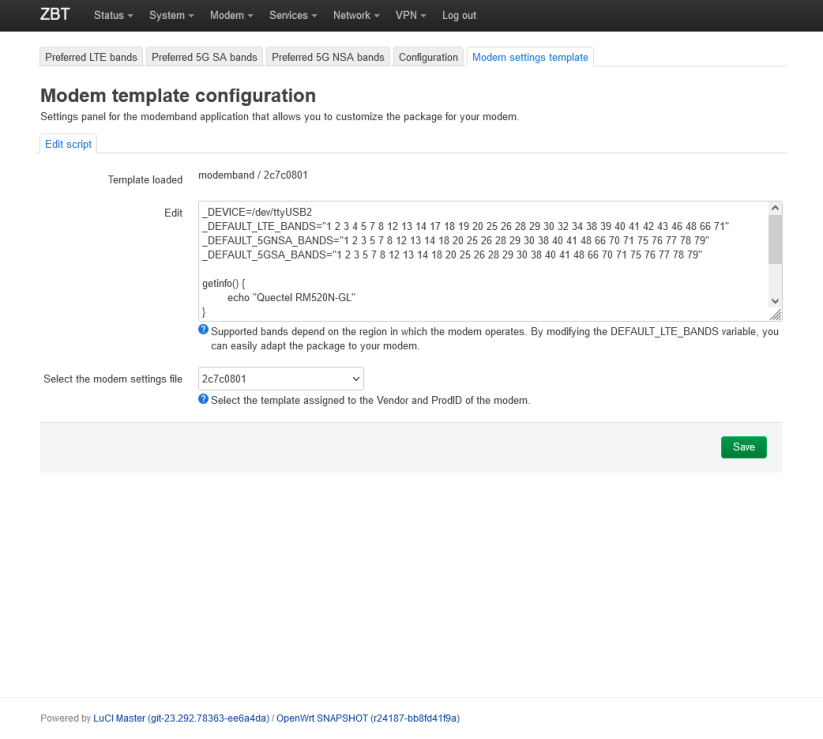 ZBT Status System Modem Services Network VPN Log out
Preferred LTE bands Preferred 5G SA bands Preferred 5G NSA bands Configuration Modem settings template
Modem template configuration
Settings panel for the modemband application that allows you to customize the package for your modem.
Edit script
Template loaded modemband / 2c7c0801
Edit
_DEVICE=/dev/ttyUSB2
_DEFAULT_LTE_BANDS="1 2 3 4 5 7 8 12 13 14 17 18 19 20 25 26 28 29 30 32 34 38 39 40 41 42 43 46 48 66 71"
_DEFAULT_5GNSA_BANDS="1 2 3 5 7 8 12 13 14 18 20 25 26 28 29 30 38 40 41 48 66 70 71 75 76 77 78 79"
_DEFAULT_5GSA_BANDS="1 2 3 5 7 8 12 13 14 18 20 25 26 28 29 30 38 40 41 48 66 70 71 75 76 77 78 79"
getinfo() {
echo "Quectel RM520N-GL"
}
Supported bands depend on the region in which the modem operates. By modifying the DEFAULT_LTE_BANDS variable, you
can easily adapt the package to your modem.
Select the modem settings file 2c7c0801
Select the template assigned to the Vendor and ProdID of the modem.
Save
Powered by LuCI Master (git-23.292.78363-ee6a4da) / OpenWrt SNAPSHOT (r24187-bb8fd41f9a)